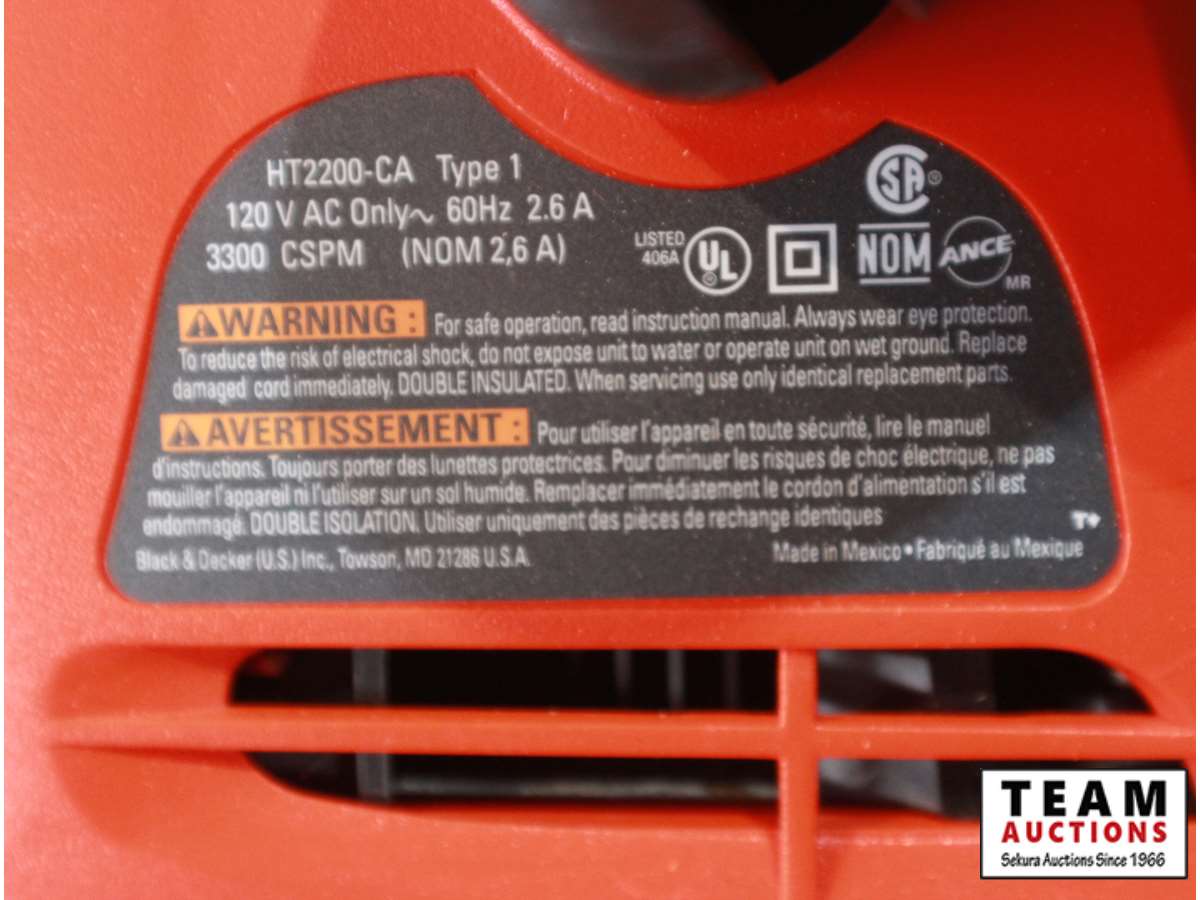 HT2200-CA Type 1
120 V AC Only~ 60Hz 2.6 A
3300 CSPM (NOM 2,6 A)
LISTED
406A
UL
SA
NOM
ANCE
MR
WARNING : For safe operation, read instruction manual. Always wear eye protection.
To reduce the risk of electrical shock, do not expose unit to water or operate unit on wet ground. Replace
damaged cord immediately. DOUBLE INSULATED. When servicing use only identical replacement parts.
AVERTISSEMENT : Pour utiliser l'appareil en toute sécurité, lire le manuel
d'instructions. Toujours porter des lunettes protectrices. Pour diminuer les risques de choc électrique, ne pas
mouiller l'appareil ni l'utiliser sur un sol humide. Remplacer immédiatement le cordon d'alimentation s'il est
endommagé. DOUBLE ISOLATION. Utiliser uniquement des pièces de rechange identiques
Black & Decker (U.S.) Inc., Towson, MD 21286 U.S.A.
Made in Mexico • Fabriqué au Mexique
TEAM
AUCTIONS
Sekura Auctions Since 1966